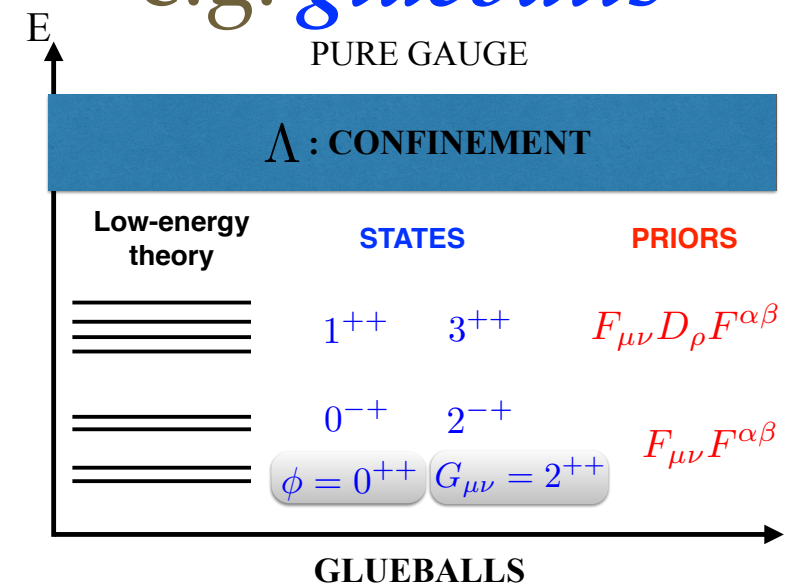 e.g. glueballs
E
PURE GAUGE
Λ : CONFINEMENT
Low-energy
theory
STATES
PRIORS
1⁺⁺ 3⁺⁺
F_{μν}D_ρF^{αβ}
0⁻⁺ 2⁻⁺
F_{μν}F^{αβ}
ϕ = 0⁺⁺ G_{μν} = 2⁺⁺
GLUEBALLS